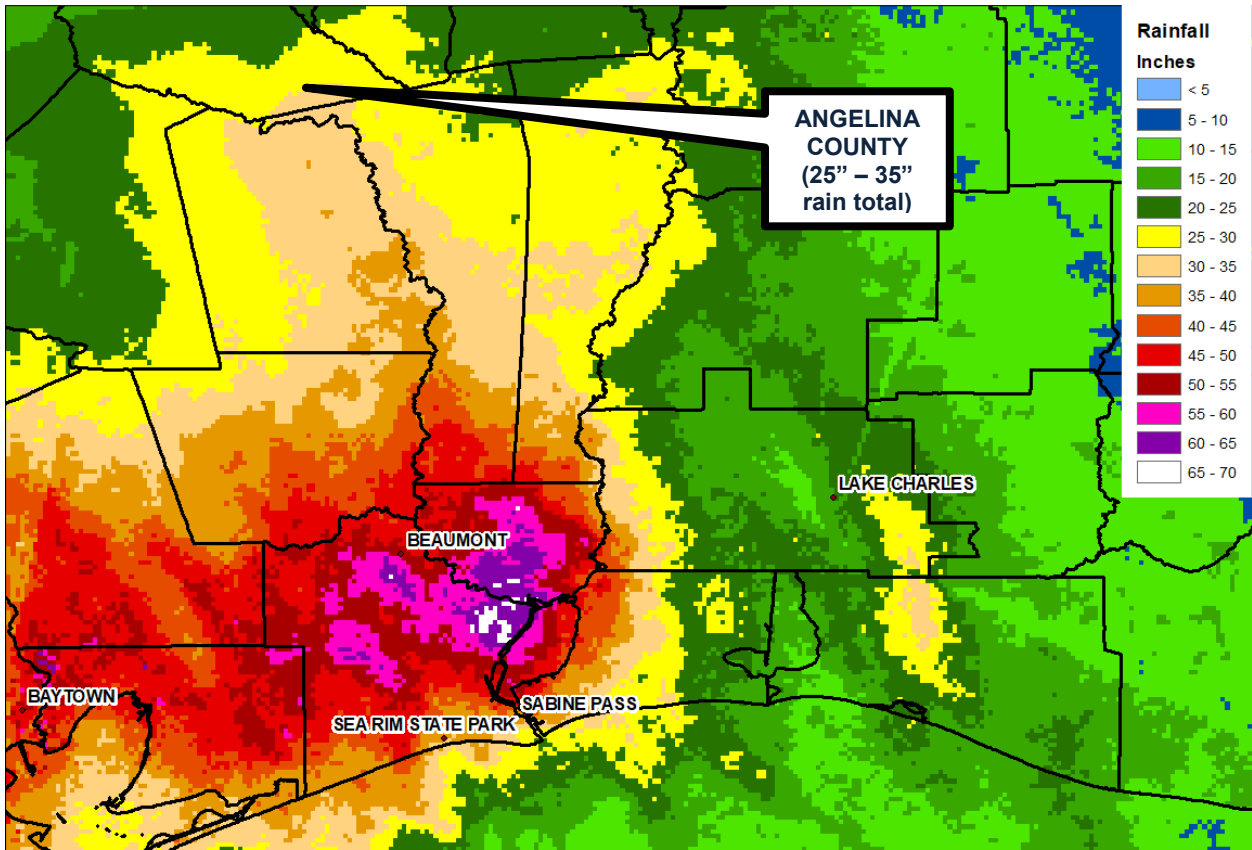 ANGELINA
COUNTY
(25” – 35”
rain total)
Rainfall
Inches
< 5
5 - 10
10 - 15
15 - 20
20 - 25
25 - 30
30 - 35
35 - 40
40 - 45
45 - 50
50 - 55
55 - 60
60 - 65
65 - 70
LAKE CHARLES
BEAUMONT
BAYTOWN
SABINE PASS
SEA RIM STATE PARK